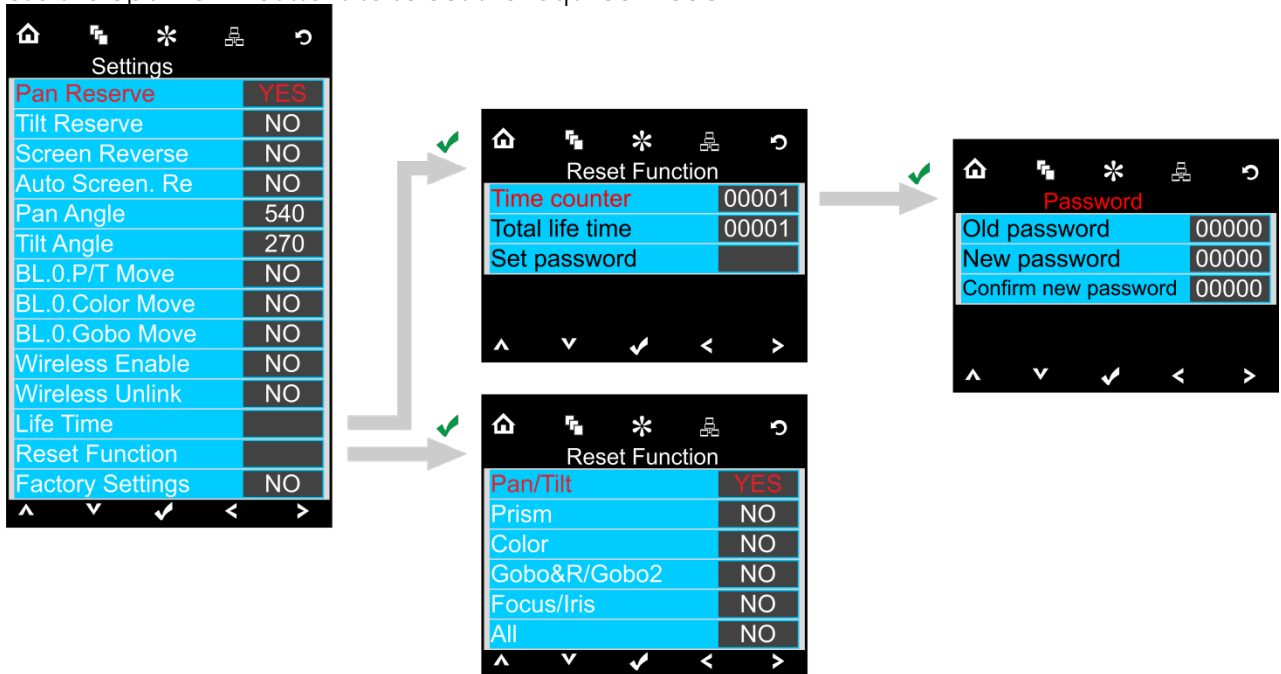 Settings
Pan Reserve YES
Tilt Reserve NO
Screen Reverse NO
Auto Screen. Re NO
Pan Angle 540
Tilt Angle 270
BL.0.P/T Move NO
BL.0.Color Move NO
BL.0.Gobo Move NO
Wireless Enable NO
Wireless Unlink NO
Life Time
Reset Function
Factory Settings NO
Reset Function
Time counter 00001
Total life time 00001
Set password
Password
Old password 00000
New password 00000
Confirm new password 00000
Reset Function
Pan/Tilt YES
Prism NO
Color NO
Gobo&R/Gobo2 NO
Focus/Iris NO
All NO